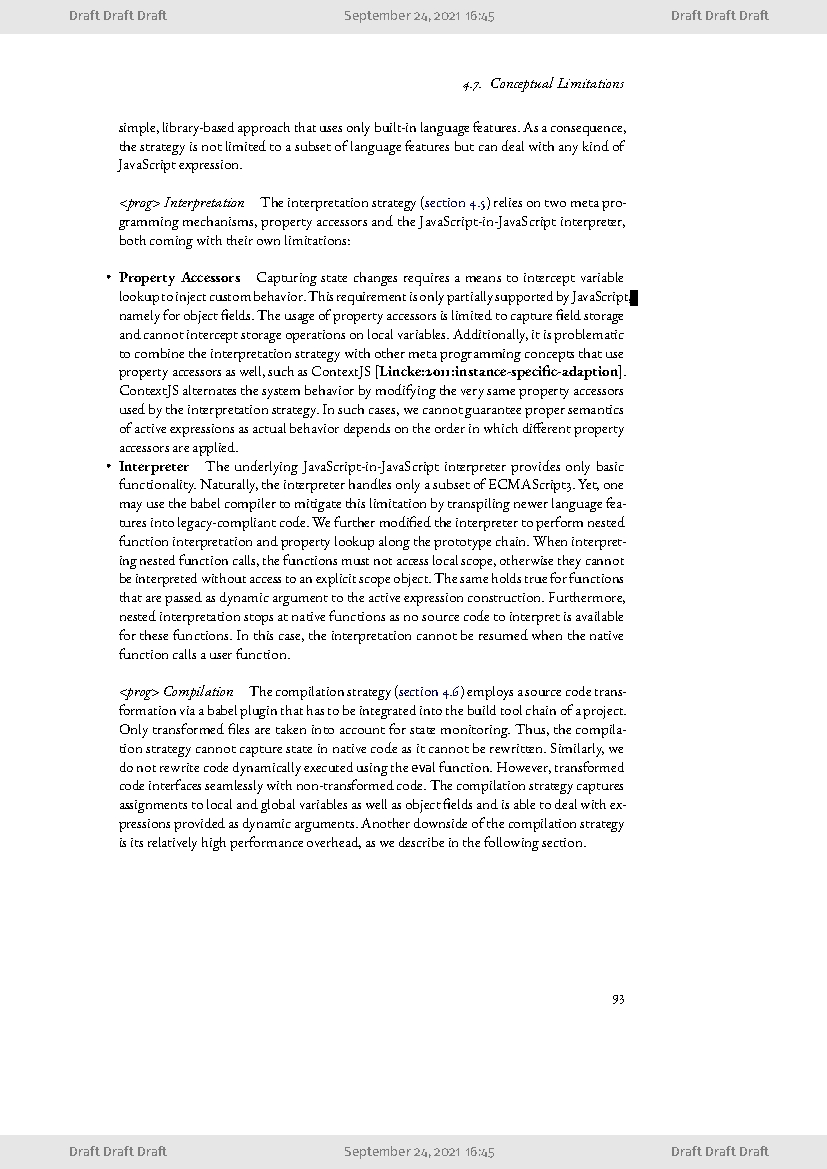 Draft Draft Draft September 24, 2021 16:45 Draft Draft Draft
4.7. Conceptual Limitations
simple, library-based approach that uses only built-in language features. As a consequence,
the strategy is not limited to a subset of language features but can deal with any kind of
JavaScript expression.
<prog> Interpretation The interpretation strategy (section 4.5) relies on two meta pro-
gramming mechanisms, property accessors and the JavaScript-in-JavaScript interpreter,
both coming with their own limitations:
• Property Accessors Capturing state changes requires a means to intercept variable
lookup to inject custom behavior. This requirement is only partially supported by JavaScript,
namely for object fields. The usage of property accessors is limited to capture field storage
and cannot intercept storage operations on local variables. Additionally, it is problematic
to combine the interpretation strategy with other meta programming concepts that use
property accessors as well, such as ContextJS [Lincke:2011:instance-specific-adaption].
ContextJS alternates the system behavior by modifying the very same property accessors
used by the interpretation strategy. In such cases, we cannot guarantee proper semantics
of active expressions as actual behavior depends on the order in which different property
accessors are applied.
• Interpreter The underlying JavaScript-in-JavaScript interpreter provides only basic
functionality. Naturally, the interpreter handles only a subset of ECMAScript3. Yet, one
may use the babel compiler to mitigate this limitation by transpiling newer language fea-
tures into legacy-compliant code. We further modified the interpreter to perform nested
function interpretation and property lookup along the prototype chain. When interpret-
ing nested function calls, the functions must not access local scope, otherwise they cannot
be interpreted without access to an explicit scope object. The same holds true for functions
that are passed as dynamic argument to the active expression construction. Furthermore,
nested interpretation stops at native functions as no source code to interpret is available
for these functions. In this case, the interpretation cannot be resumed when the native
function calls a user function.
<prog> Compilation The compilation strategy (section 4.6) employs a source code trans-
formation via a babel plugin that has to be integrated into the build tool chain of a project.
Only transformed files are taken into account for state monitoring. Thus, the compila-
tion strategy cannot capture state in native code as it cannot be rewritten. Similarly, we
do not rewrite code dynamically executed using the eval function. However, transformed
code interfaces seamlessly with non-transformed code. The compilation strategy captures
assignments to local and global variables as well as object fields and is able to deal with ex-
pressions provided as dynamic arguments. Another downside of the compilation strategy
is its relatively high performance overhead, as we describe in the following section.
93
Draft Draft Draft September 24, 2021 16:45 Draft Draft Draft